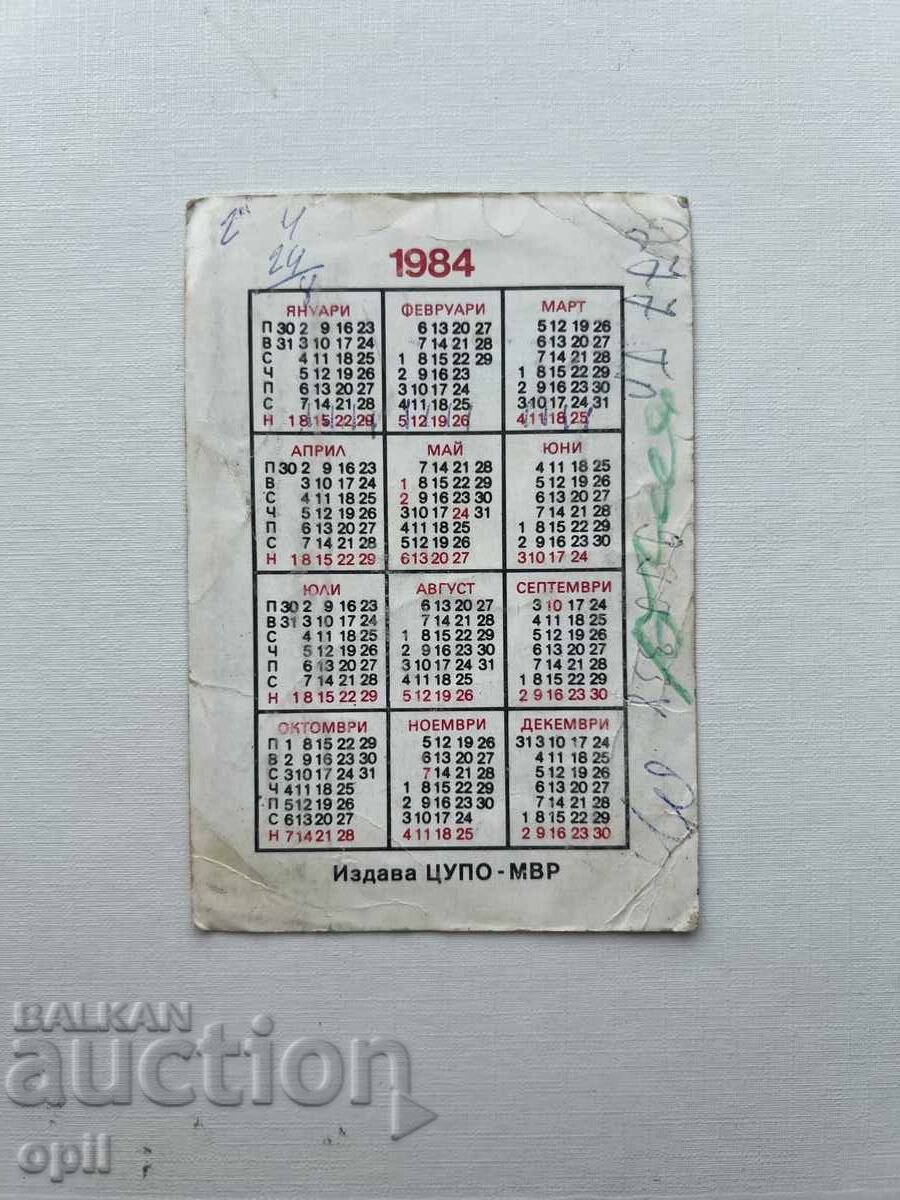 1984
ЯНУАРИ ФЕВРУАРИ МАРТ
П 30 2 9 16 23 6 13 20 27 5 12 19 26
В 31 3 10 17 24 7 14 21 28 6 13 20 27
С 4 11 18 25 1 8 15 22 29 7 14 21 28
Ч 5 12 19 26 2 9 16 23 1 8 15 22 29
П 6 13 20 27 3 10 17 24 2 9 16 23 30
С 7 14 21 28 4 11 18 25 3 10 17 24 31
Н 1 8 15 22 29 5 12 19 26 4 11 18 25
АПРИЛ МАЙ ЮНИ
П 30 2 9 16 23 7 14 21 28 4 11 18 25
В 3 10 17 24 1 8 15 22 29 5 12 19 26
С 4 11 18 25 2 9 16 23 30 6 13 20 27
Ч 5 12 19 26 3 10 17 24 31 7 14 21 28
П 6 13 20 27 4 11 18 25 1 8 15 22 29
С 7 14 21 28 5 12 19 26 2 9 16 23 30
Н 1 8 15 22 29 6 13 20 27 3 10 17 24
ЮЛИ АВГУСТ СЕПТЕМВРИ
П 30 2 9 16 23 6 13 20 27 3 10 17 24
В 31 3 10 17 24 7 14 21 28 4 11 18 25
С 4 11 18 25 1 8 15 22 29 5 12 19 26
Ч 5 12 19 26 2 9 16 23 30 6 13 20 27
П 6 13 20 27 3 10 17 24 31 7 14 21 28
С 7 14 21 28 4 11 18 25 1 8 15 22 29
Н 1 8 15 22 29 5 12 19 26 2 9 16 23 30
ОКТОМВРИ НОЕМВРИ ДЕКЕМВРИ
П 1 8 15 22 29 5 12 19 26 31 3 10 17 24
В 2 9 16 23 30 6 13 20 27 4 11 18 25
С 3 10 17 24 31 7 14 21 28 5 12 19 26
Ч 4 11 18 25 1 8 15 22 29 6 13 20 27
П 5 12 19 26 2 9 16 23 30 7 14 21 28
С 6 13 20 27 3 10 17 24 1 8 15 22 29
Н 7 14 21 28 4 11 18 25 2 9 16 23 30
Издава ЦУПО - МВР
BALKAN
auction
opil